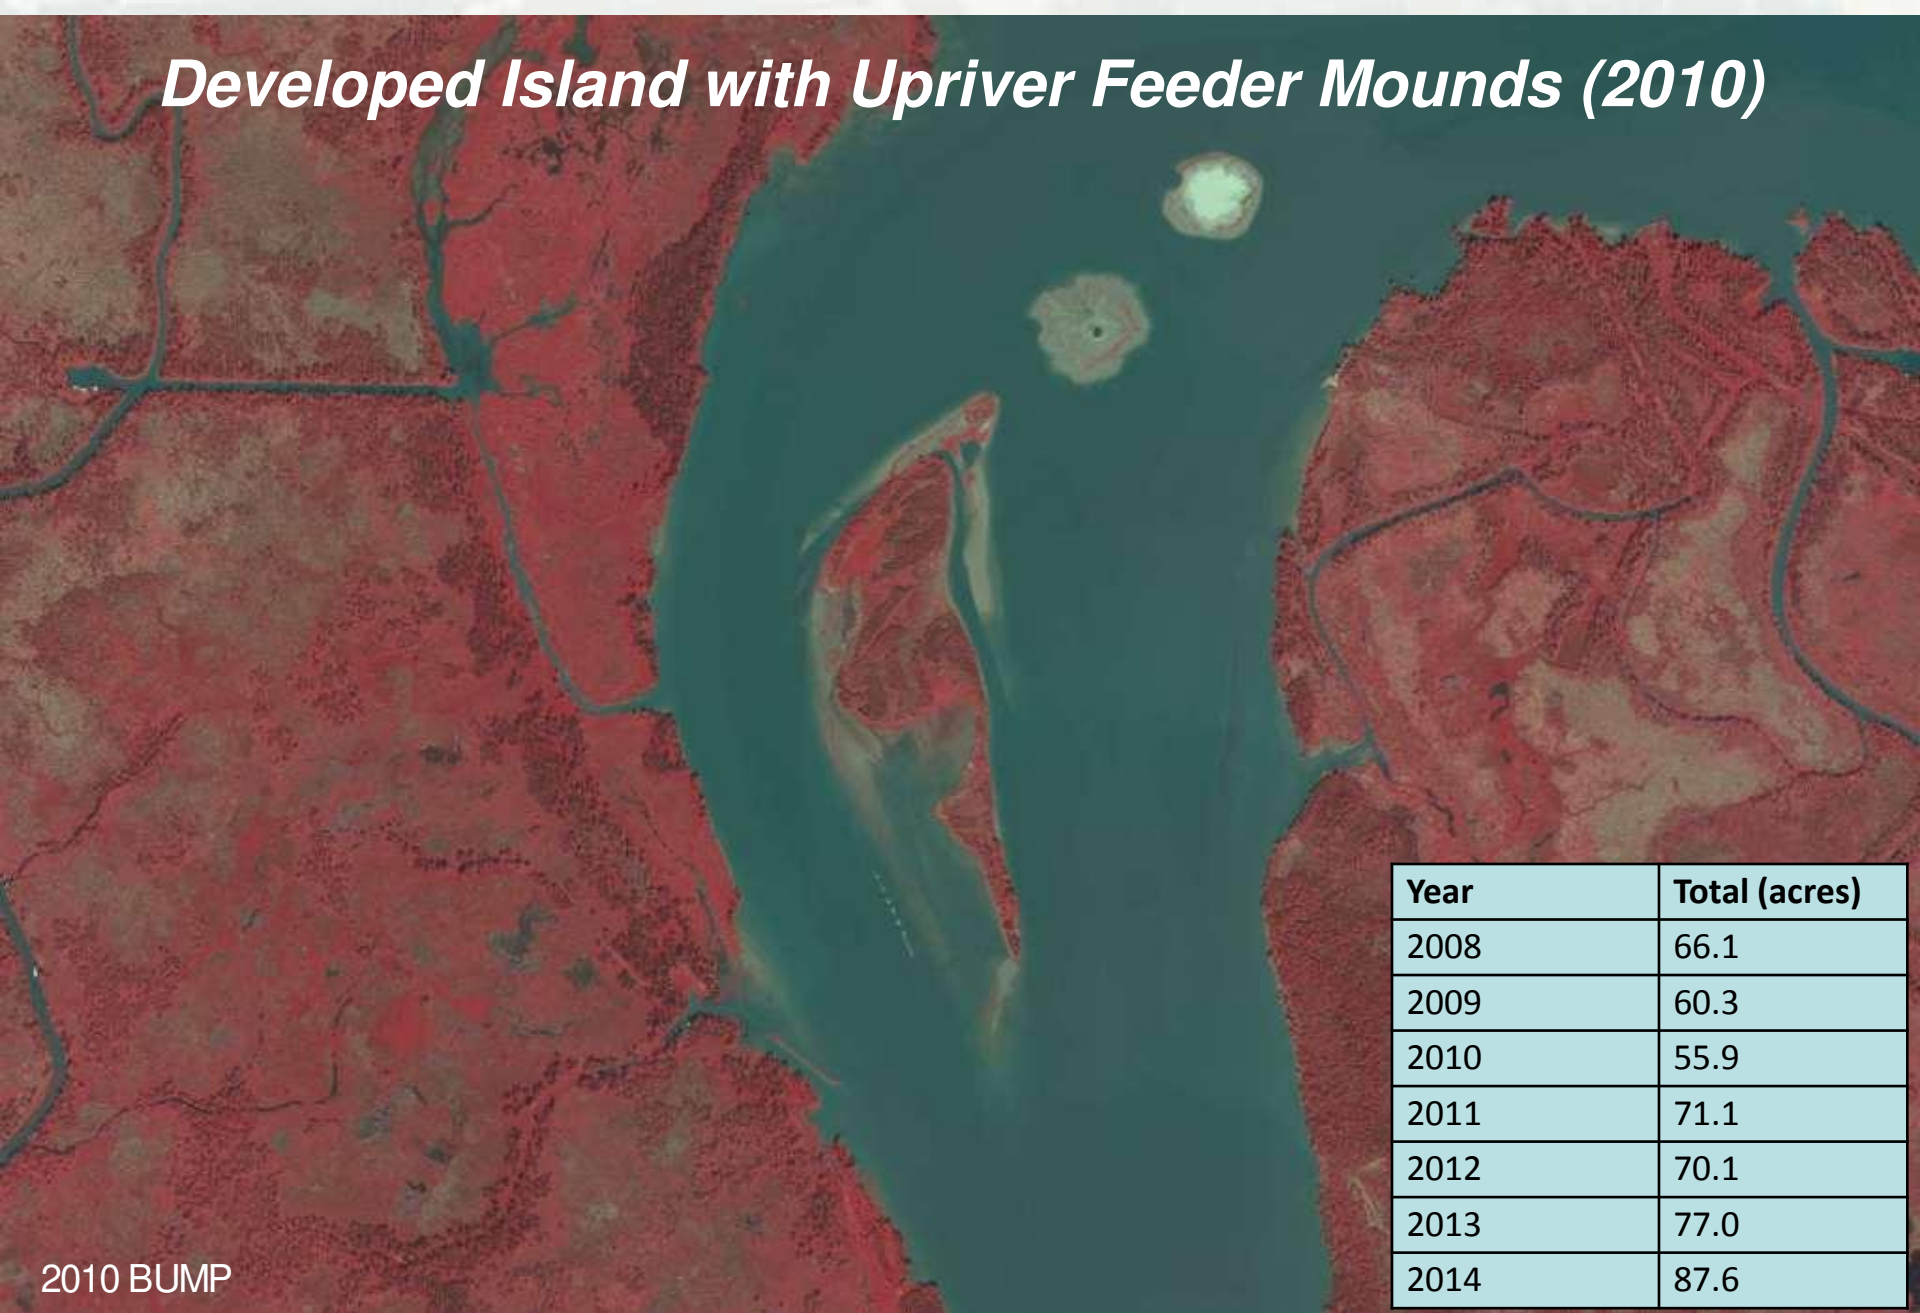 Developed Island with Upriver Feeder Mounds (2010)
Year Total (acres)
2008 66.1
2009 60.3
2010 55.9
2011 71.1
2012 70.1
2013 77.0
2014 87.6
2010 BUMP